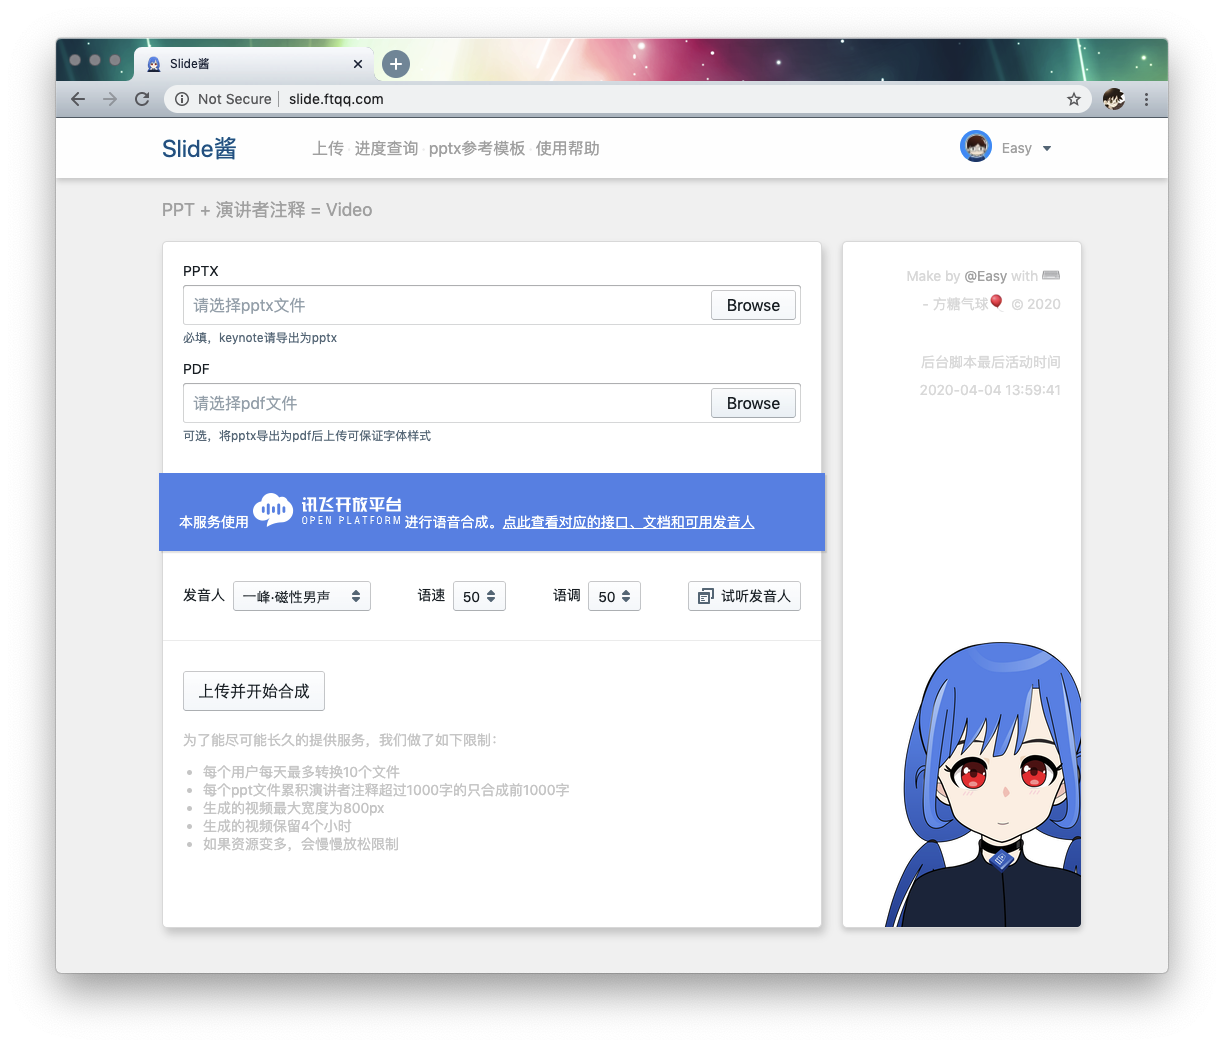 Slide酱
Not Secure
slide.ftqq.com
Slide酱
上传 · 进度查询 · pptx参考模板 · 使用帮助
Easy
PPT + 演讲者注释 = Video
PPTX
请选择pptx文件
Browse
必填，keynote请导出为pptx
PDF
请选择pdf文件
Browse
可选，将pptx导出为pdf后上传可保证字体样式
本服务使用 讯飞开放平台 OPEN PLATFORM 进行语音合成。点此查看对应的接口、文档和可用发音人
发音人 一峰·磁性男声 语速 50 语调 50 试听发音人
上传并开始合成
为了能尽可能长久的提供服务，我们做了如下限制：
每个用户每天最多转换10个文件
每个ppt文件累积演讲者注释超过1000字的只合成前1000字
生成的视频最大宽度为800px
生成的视频保留4个小时
如果资源变多，会慢慢放松限制
Make by @Easy with
- 方糖气球🎈 © 2020
后台脚本最后活动时间
2020-04-04 13:59:41